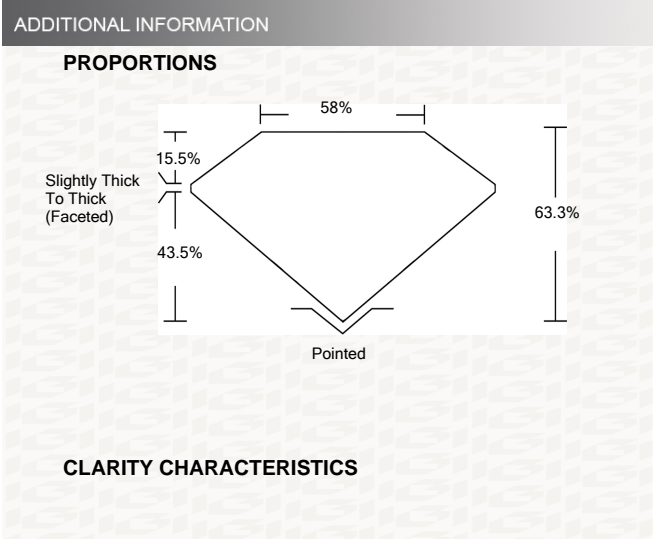 ADDITIONAL INFORMATION
PROPORTIONS
58%
15.5%
Slightly Thick
To Thick
(Faceted)
63.3%
43.5%
Pointed
CLARITY CHARACTERISTICS